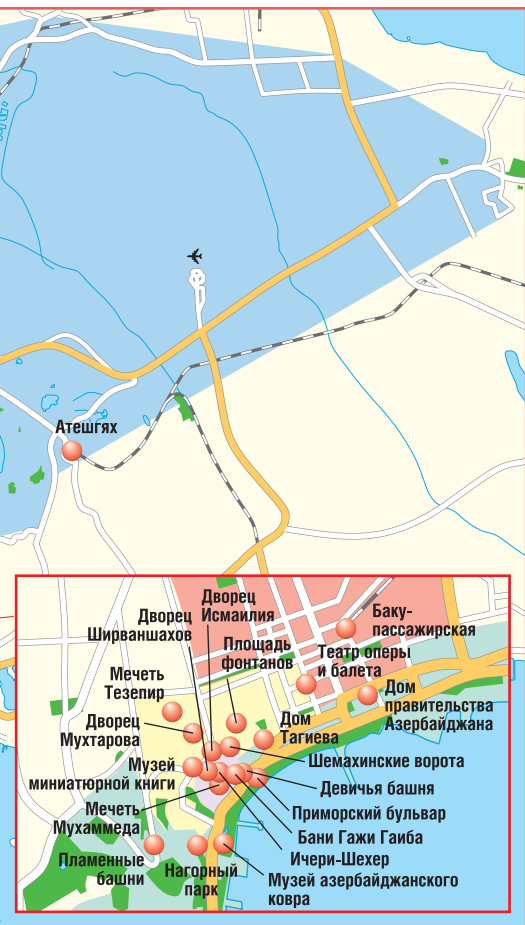 Атешгях
Дворец
Исмаилия
Дворец
Ширваншахов
Баку-
пассажирская
Площадь
фонтанов
Театр оперы
и балета
Мечеть
Тезепир
Дом
правительства
Азербайджана
Дворец
Мухтарова
Дом
Тагиева
Шемахинские ворота
Музей
миниатюрной книги
Девичья башня
Мечеть
Мухаммеда
Приморский бульвар
Бани Гажи Гаиба
Ичери-Шехер
Пламенные
башни
Нагорный
парк
Музей азербайджанского
ковра